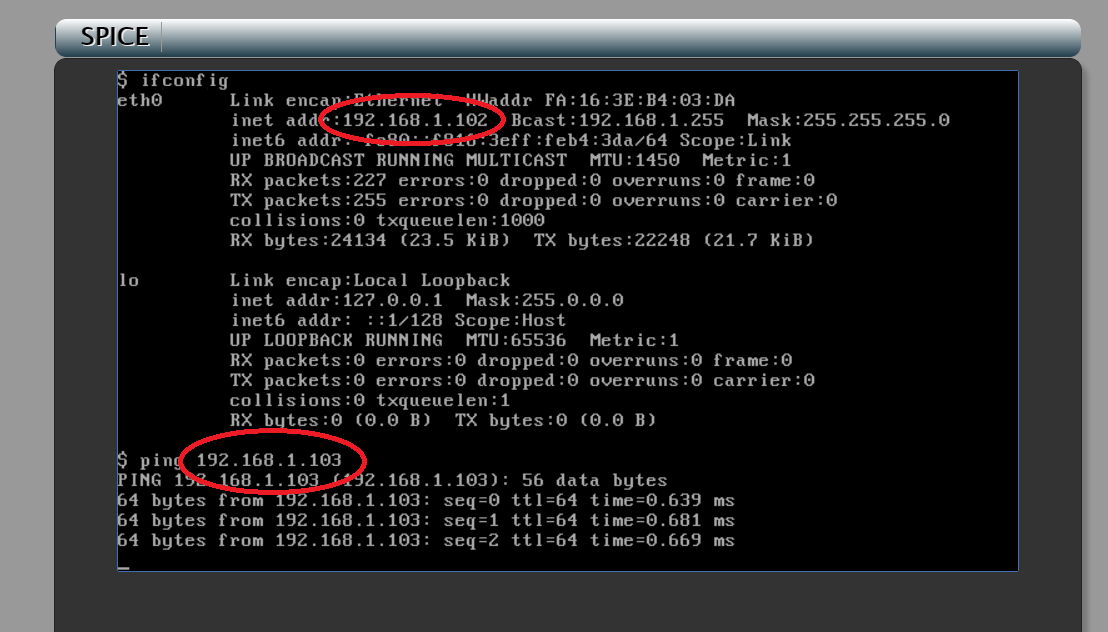 SPICE
$ ifconfig
eth0 Link encap:Ethernet HWaddr FA:16:3E:B4:03:DA
inet addr:192.168.1.102 Bcast:192.168.1.255 Mask:255.255.255.0
inet6 addr: fe80::f816:3eff:feb4:3da/64 Scope:Link
UP BROADCAST RUNNING MULTICAST MTU:1450 Metric:1
RX packets:227 errors:0 dropped:0 overruns:0 frame:0
TX packets:255 errors:0 dropped:0 overruns:0 carrier:0
collisions:0 txqueuelen:1000
RX bytes:24134 (23.5 KiB) TX bytes:22248 (21.7 KiB)
lo Link encap:Local Loopback
inet addr:127.0.0.1 Mask:255.0.0.0
inet6 addr: ::1/128 Scope:Host
UP LOOPBACK RUNNING MTU:65536 Metric:1
RX packets:0 errors:0 dropped:0 overruns:0 frame:0
TX packets:0 errors:0 dropped:0 overruns:0 carrier:0
collisions:0 txqueuelen:1
RX bytes:0 (0.0 B) TX bytes:0 (0.0 B)
$ ping 192.168.1.103
PING 192.168.1.103 (192.168.1.103): 56 data bytes
64 bytes from 192.168.1.103: seq=0 ttl=64 time=0.639 ms
64 bytes from 192.168.1.103: seq=1 ttl=64 time=0.681 ms
64 bytes from 192.168.1.103: seq=2 ttl=64 time=0.669 ms